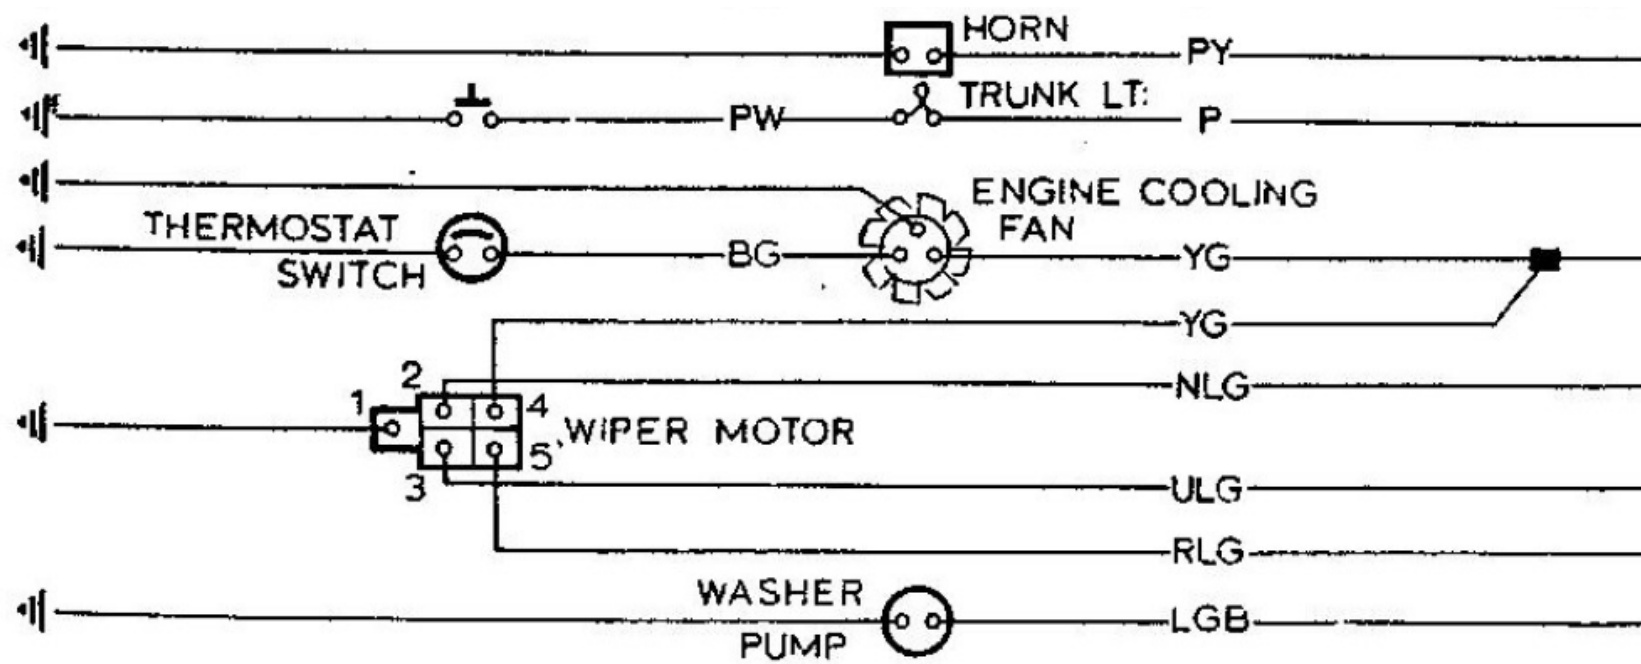 HORN
PY
TRUNK LT:
PW
P
ENGINE COOLING
FAN
THERMOSTAT
SWITCH
BG
YG
YG
2
NLG
1
4
WIPER MOTOR
5
3
ULG
RLG
WASHER
PUMP
LGB